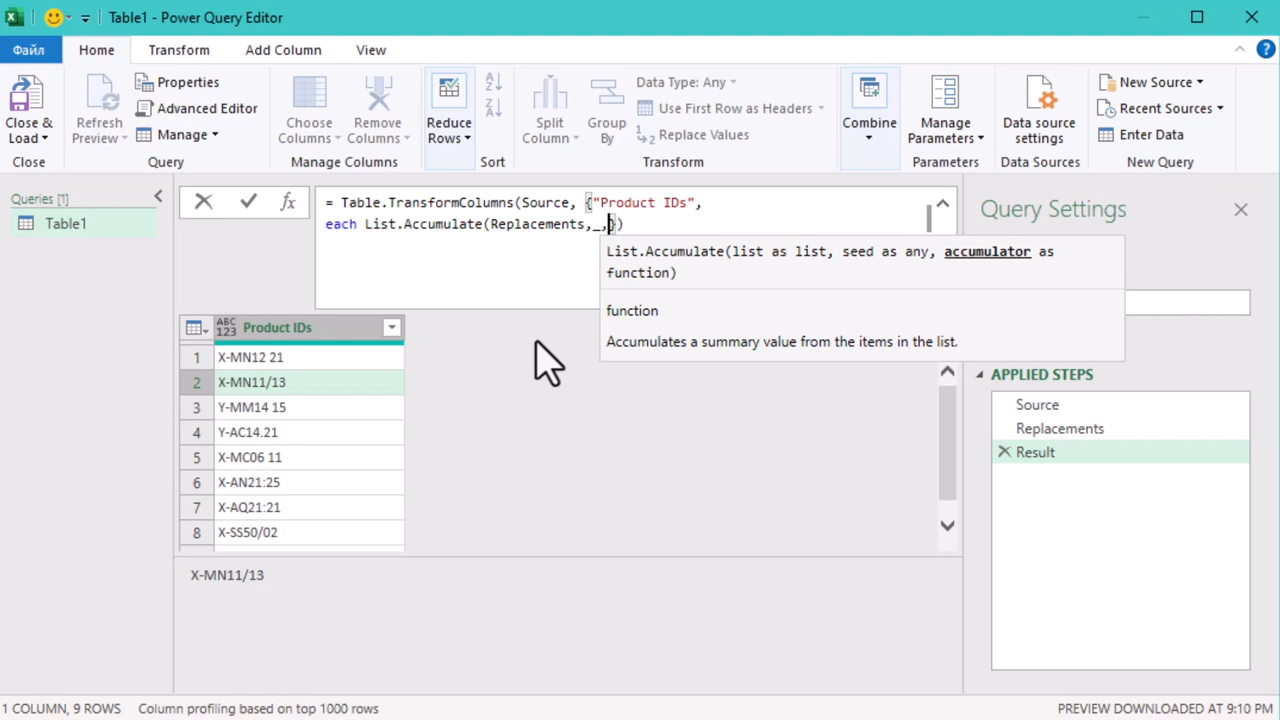 Table1 - Power Query Editor
Файл
Home
Transform
Add Column
View
Close &
Load
Close
Refresh
Preview
Properties
Advanced Editor
Manage
Query
Choose
Columns
Remove
Columns
Manage Columns
Reduce
Rows
Sort
Split
Column
Group
By
Data Type: Any
Use First Row as Headers
Replace Values
Transform
Combine
Manage
Parameters
Parameters
Data source
settings
Data Sources
New Source
Recent Sources
Enter Data
New Query
Queries [1]
Table1
= Table.TransformColumns(Source, {"Product IDs",
each List.Accumulate(Replacements,_,})
List.Accumulate(list as list, seed as any, accumulator as
function)
function
Accumulates a summary value from the items in the list.
ABC
123
Product IDs
1 X-MN12 21
2 X-MN11/13
3 Y-MM14 15
4 Y-AC14.21
5 X-MC06 11
6 X-AN21:25
7 X-AQ21:21
8 X-SS50/02
X-MN11/13
Query Settings
APPLIED STEPS
Source
Replacements
Result
1 COLUMN, 9 ROWS
Column profiling based on top 1000 rows
PREVIEW DOWNLOADED AT 9:10 PM